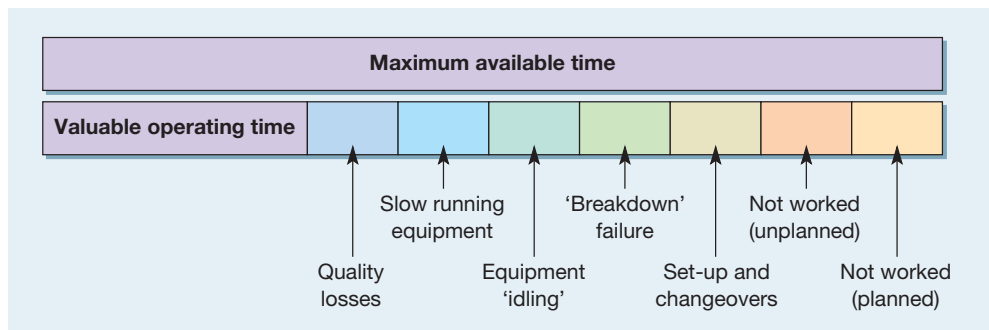 Maximum available time
Valuable operating time
Slow running
equipment
‘Breakdown’
failure
Not worked
(unplanned)
Quality
losses
Equipment
‘idling’
Set-up and
changeovers
Not worked
(planned)